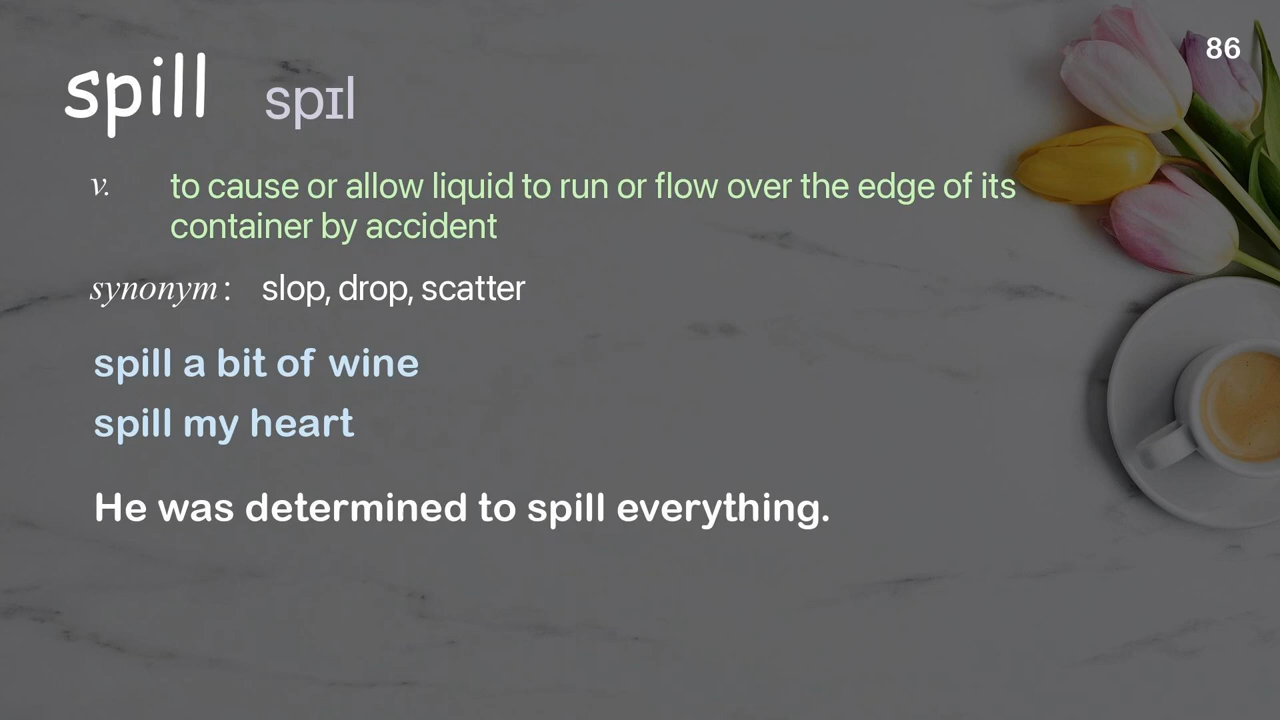 86
spill spɪl
v. to cause or allow liquid to run or flow over the edge of its
container by accident
synonym: slop, drop, scatter
spill a bit of wine
spill my heart
He was determined to spill everything.